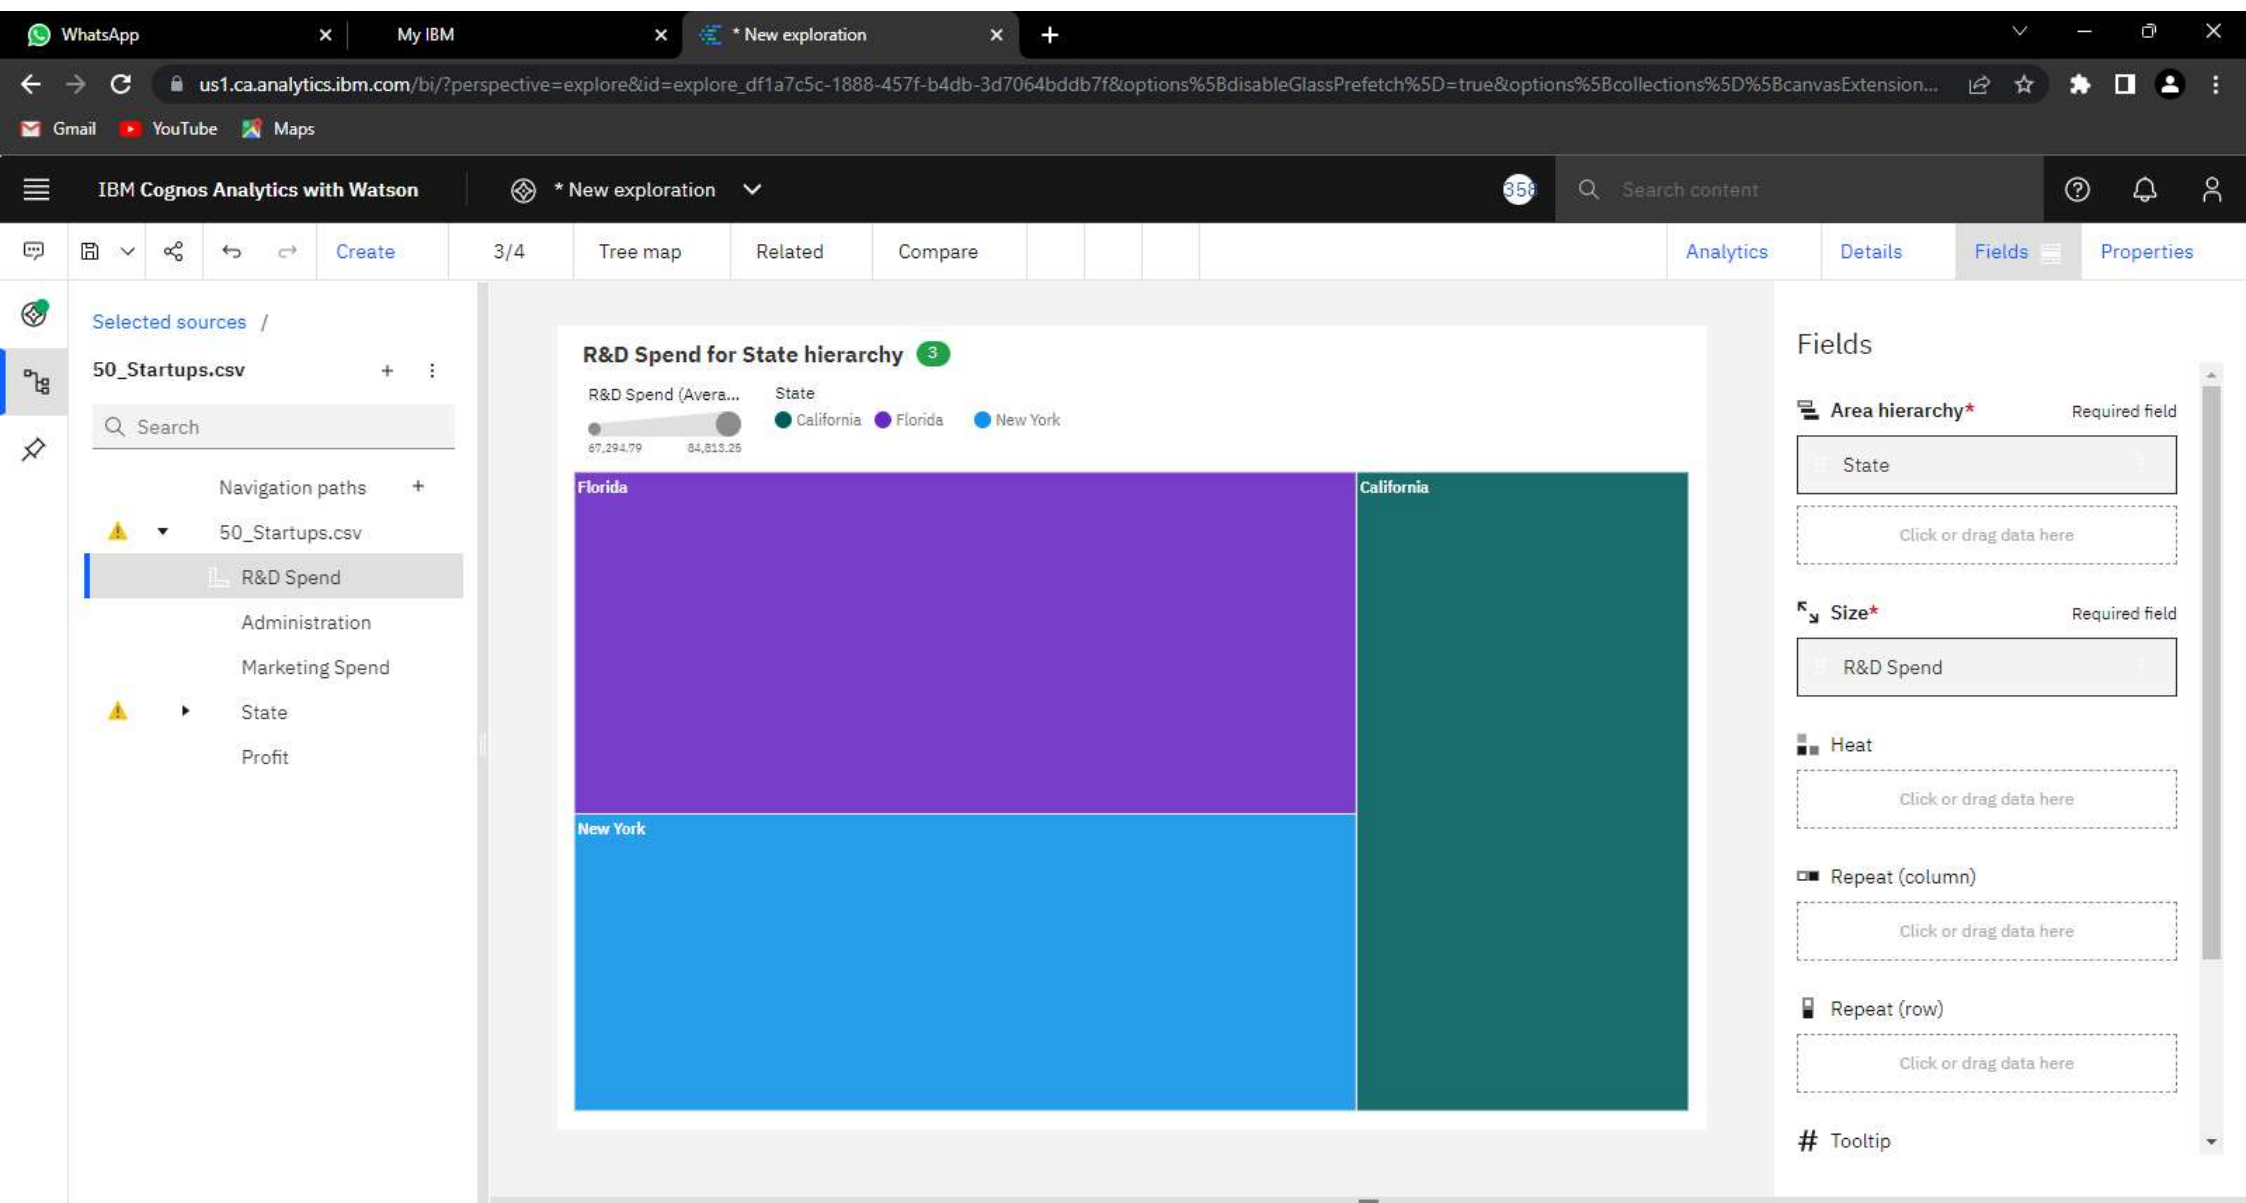 WhatsApp
My IBM
* New exploration
us1.ca.analytics.ibm.com/bi/?perspective=explore&id=explore_df1a7c5c-1888-457f-b4db-3d7064bddb7f&options%5BdisableGlassPrefetch%5D=true&options%5Bcollections%5D%5BcanvasExtension...
Gmail YouTube Maps
IBM Cognos Analytics with Watson
* New exploration
358
Search content
Create 3/4 Tree map Related Compare Analytics Details Fields Properties
Selected sources /
50_Startups.csv
Search
Navigation paths
50_Startups.csv
R&D Spend
Administration
Marketing Spend
State
Profit
R&D Spend for State hierarchy 3
R&D Spend (Avera...
67,294.79 84,813.25
State
California Florida New York
Florida
California
New York
Fields
Area hierarchy* Required field
State
Click or drag data here
Size* Required field
R&D Spend
Heat
Click or drag data here
Repeat (column)
Click or drag data here
Repeat (row)
Click or drag data here
# Tooltip